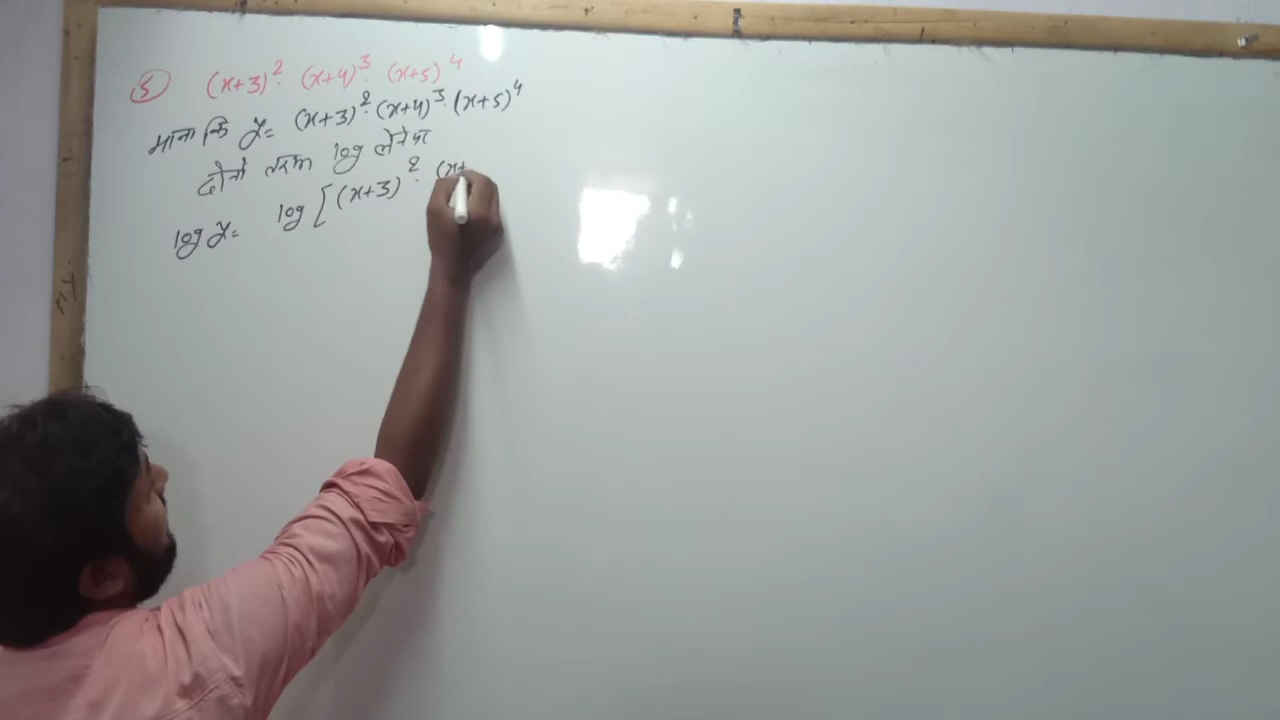 (5) (x+3)². (x+4)³. (x+5)⁴
माना कि y= (x+3)². (x+4)³. (x+5)⁴
दोनो तरफ log लेने पर
log y= log [(x+3)². (x+
M.Y